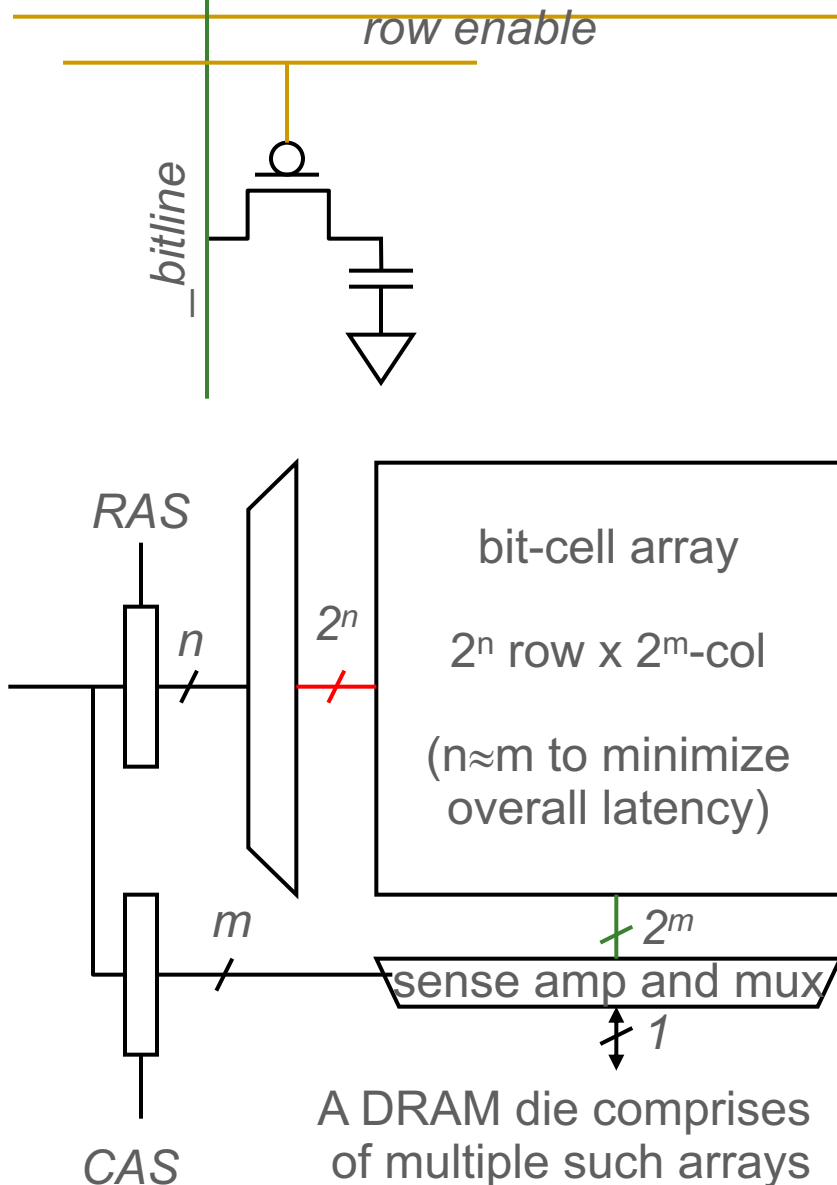 row enable
_bitline
RAS
bit-cell array
n
2ⁿ
2ⁿ row x 2ᵐ-col
(n≈m to minimize
overall latency)
m
2ᵐ
sense amp and mux
1
A DRAM die comprises
of multiple such arrays
CAS